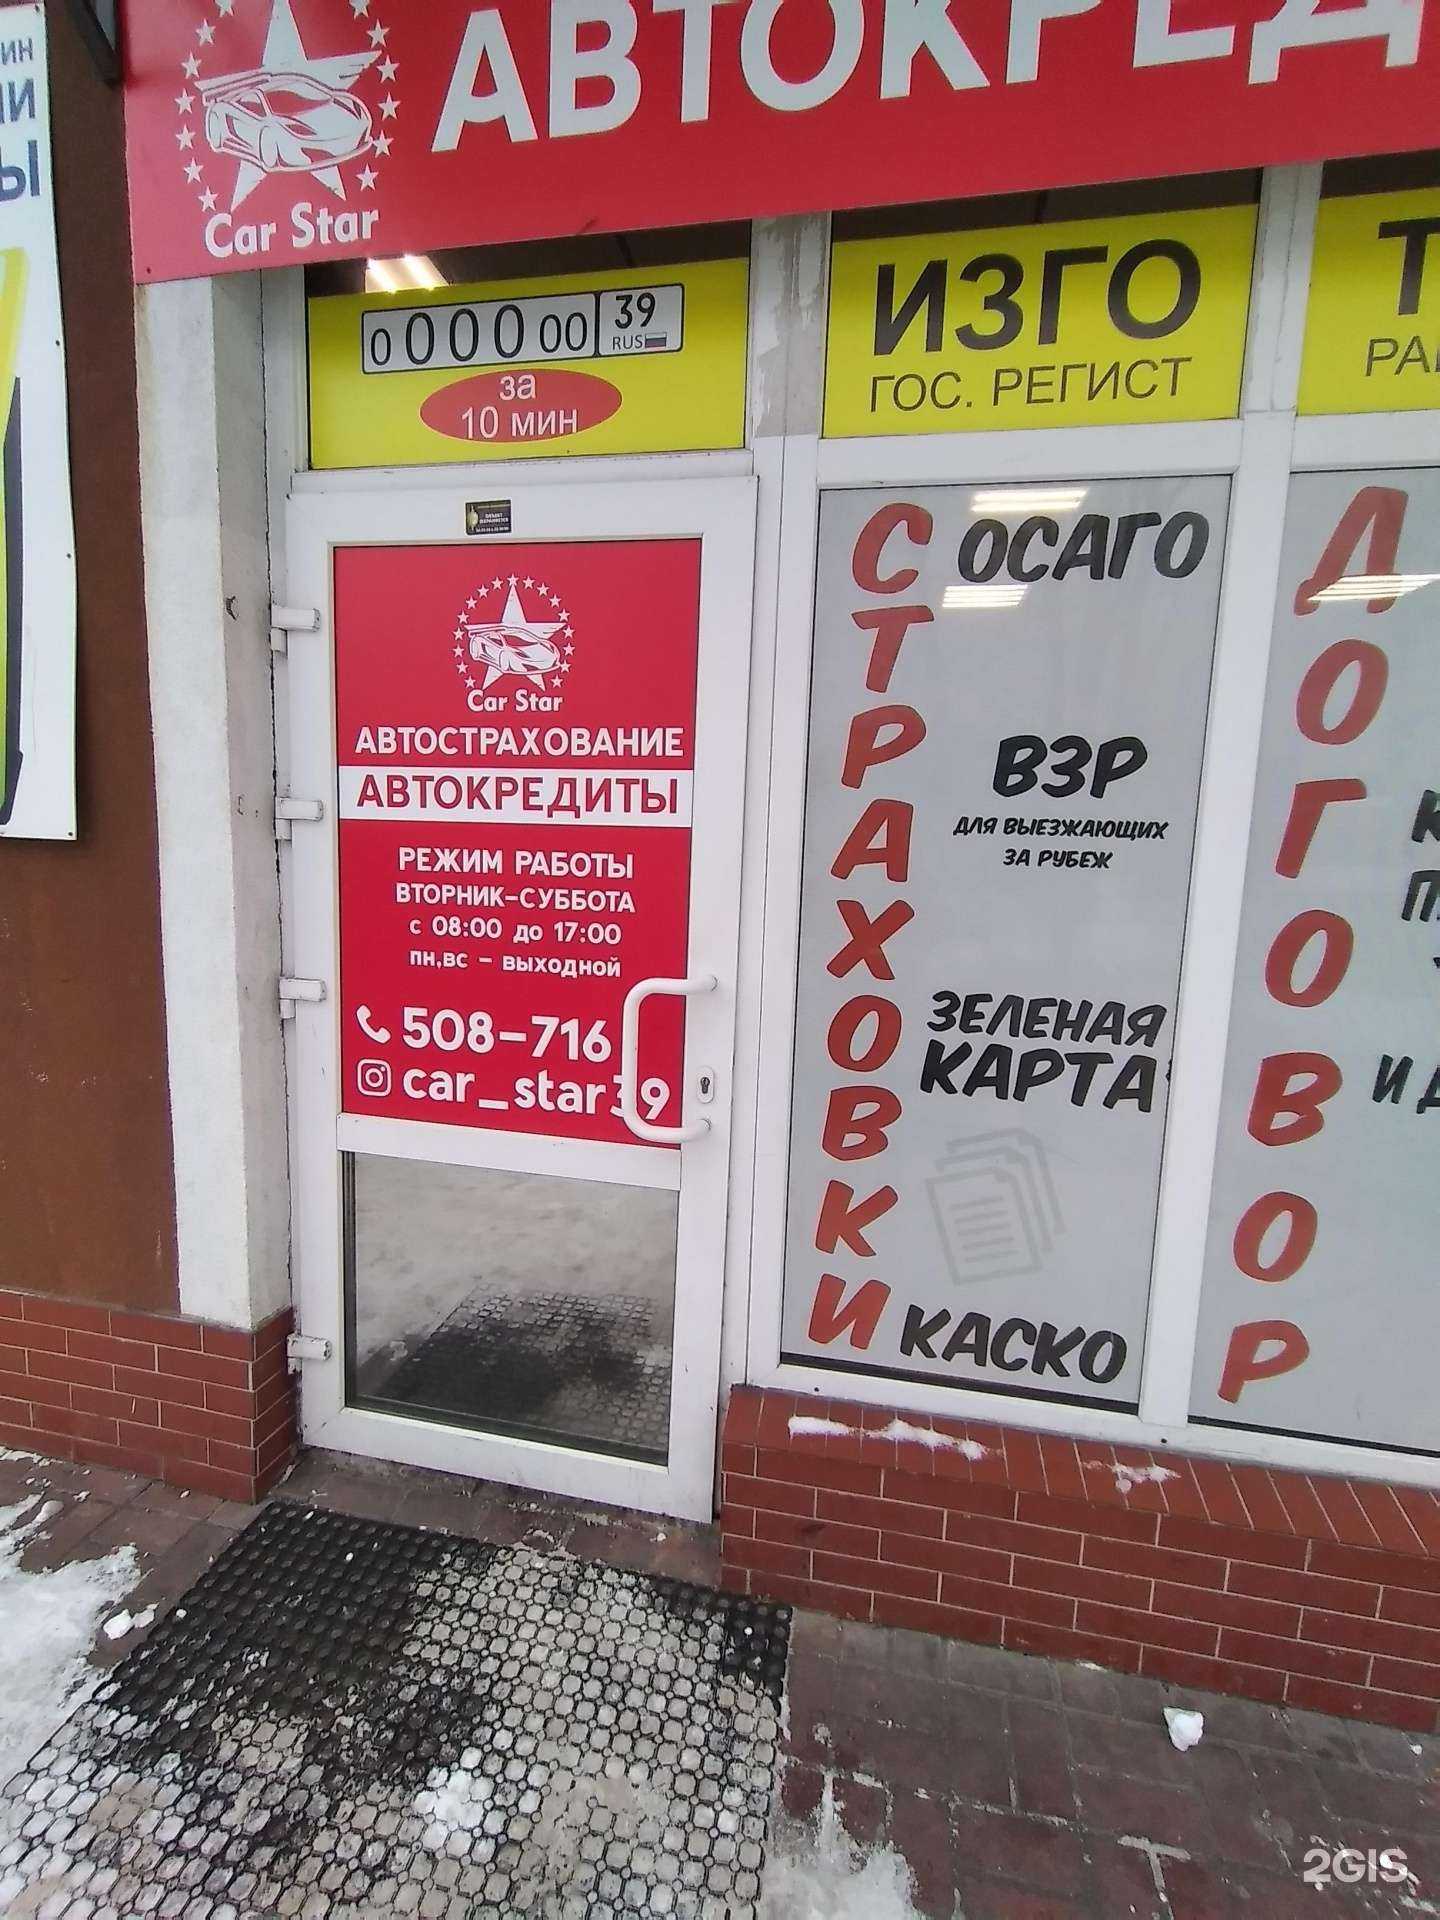 АВТОКРЕД
Car Star
0 000 00 39
RUS
за
10 мин
ИЗГО
ГОС. РЕГИСТ
Car Star
АВТОСТРАХОВАНИЕ
АВТОКРЕДИТЫ
РЕЖИМ РАБОТЫ
ВТОРНИК-СУББОТА
с 08:00 до 17:00
пн,вс - выходной
508-716
car_star39
СТРАХОВКИ
ОСАГО
ВЗР
ДЛЯ ВЫЕЗЖАЮЩИХ
ЗА РУБЕЖ
ЗЕЛЕНАЯ
КАРТА
КАСКО
ДОГОВОР
2GIS